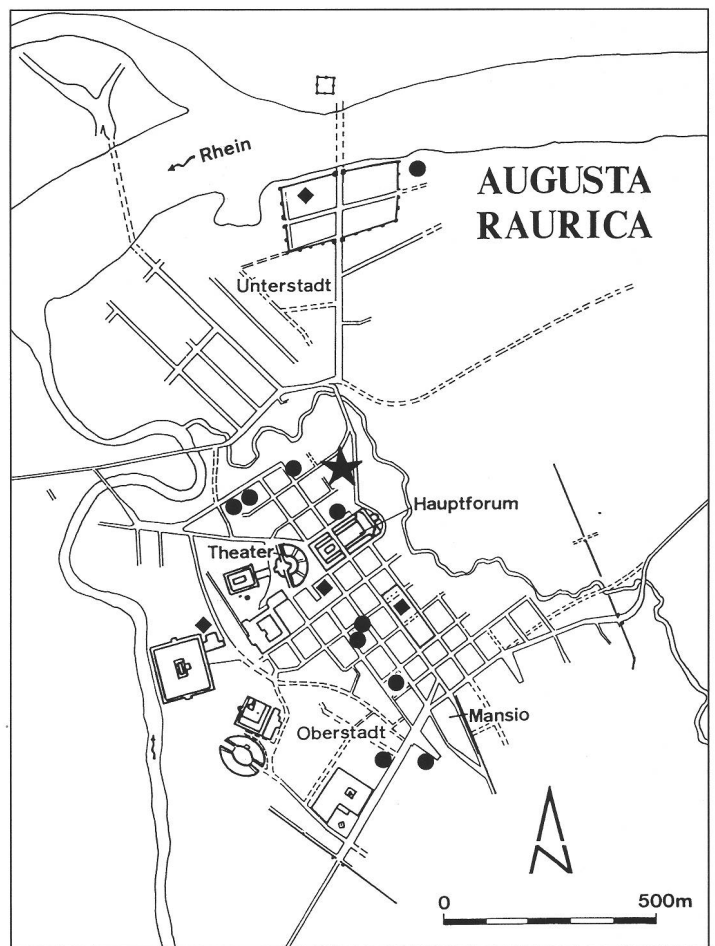 Rhein
AUGUSTA
RAURICA
Unterstadt
Hauptforum
Theater
Mansio
Oberstadt
N
0 500m